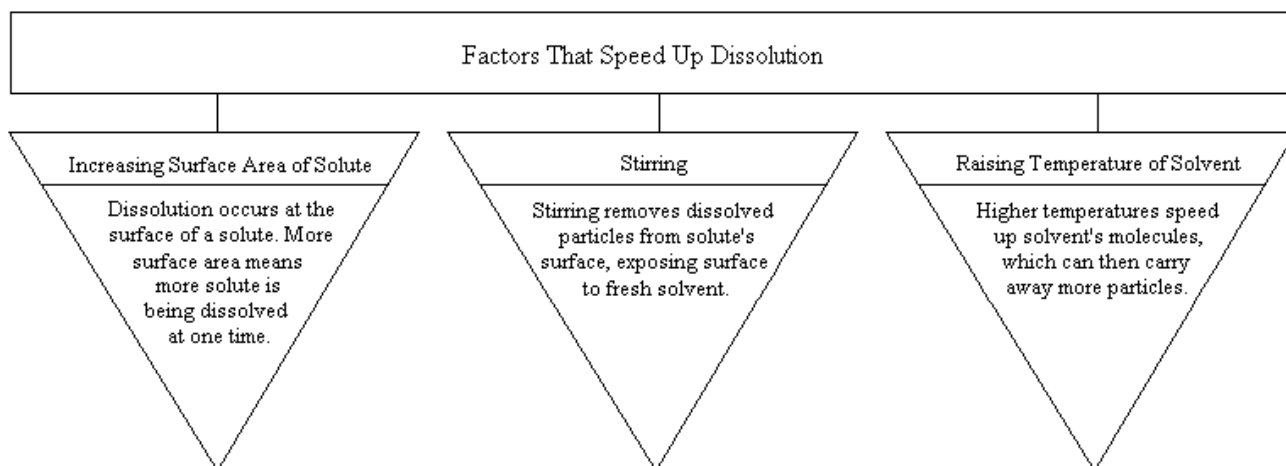 Factors That Speed Up Dissolution
Increasing Surface Area of Solute
Dissolution occurs at the
surface of a solute. More
surface area means
more solute is
being dissolved
at one time.
Stirring
Stirring removes dissolved
particles from solute's
surface, exposing surface
to fresh solvent.
Raising Temperature of Solvent
Higher temperatures speed
up solvent's molecules,
which can then carry
away more particles.